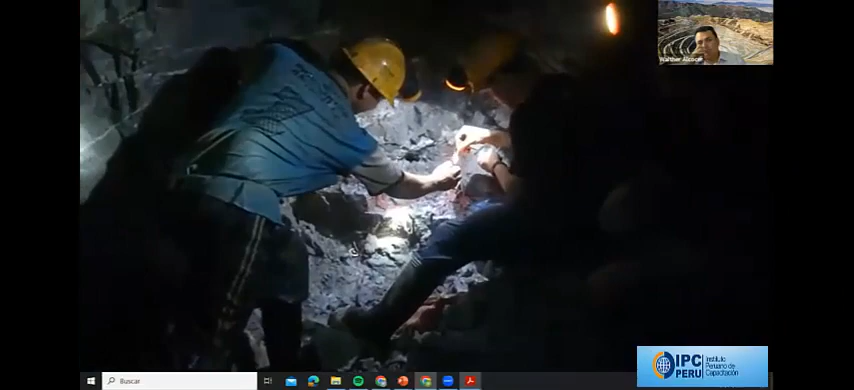 Walther Alcocer
Buscar
IPC
PERU
Instituto
Peruano de
Capacitación